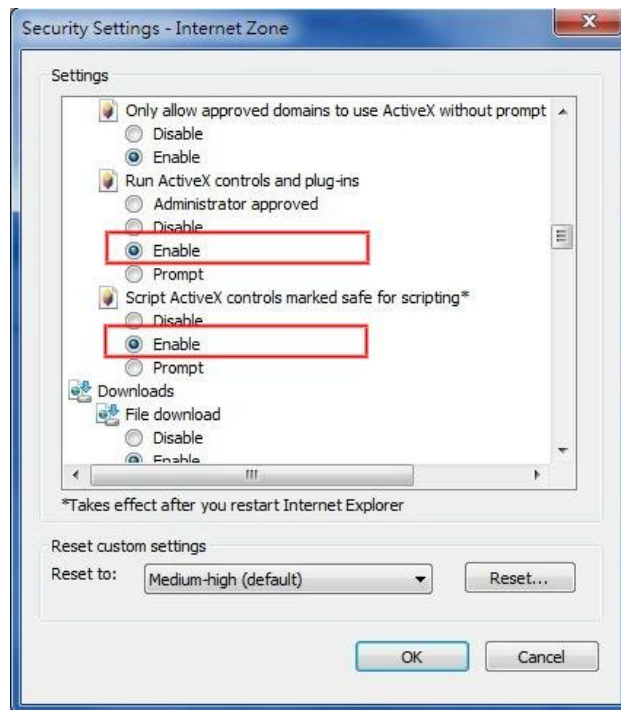 Security Settings - Internet Zone
Settings
Only allow approved domains to use ActiveX without prompt
Disable
Enable
Run ActiveX controls and plug-ins
Administrator approved
Disable
Enable
Prompt
Script ActiveX controls marked safe for scripting*
Disable
Enable
Prompt
Downloads
File download
Disable
Enable
*Takes effect after you restart Internet Explorer
Reset custom settings
Reset to: Medium-high (default) Reset...
OK Cancel